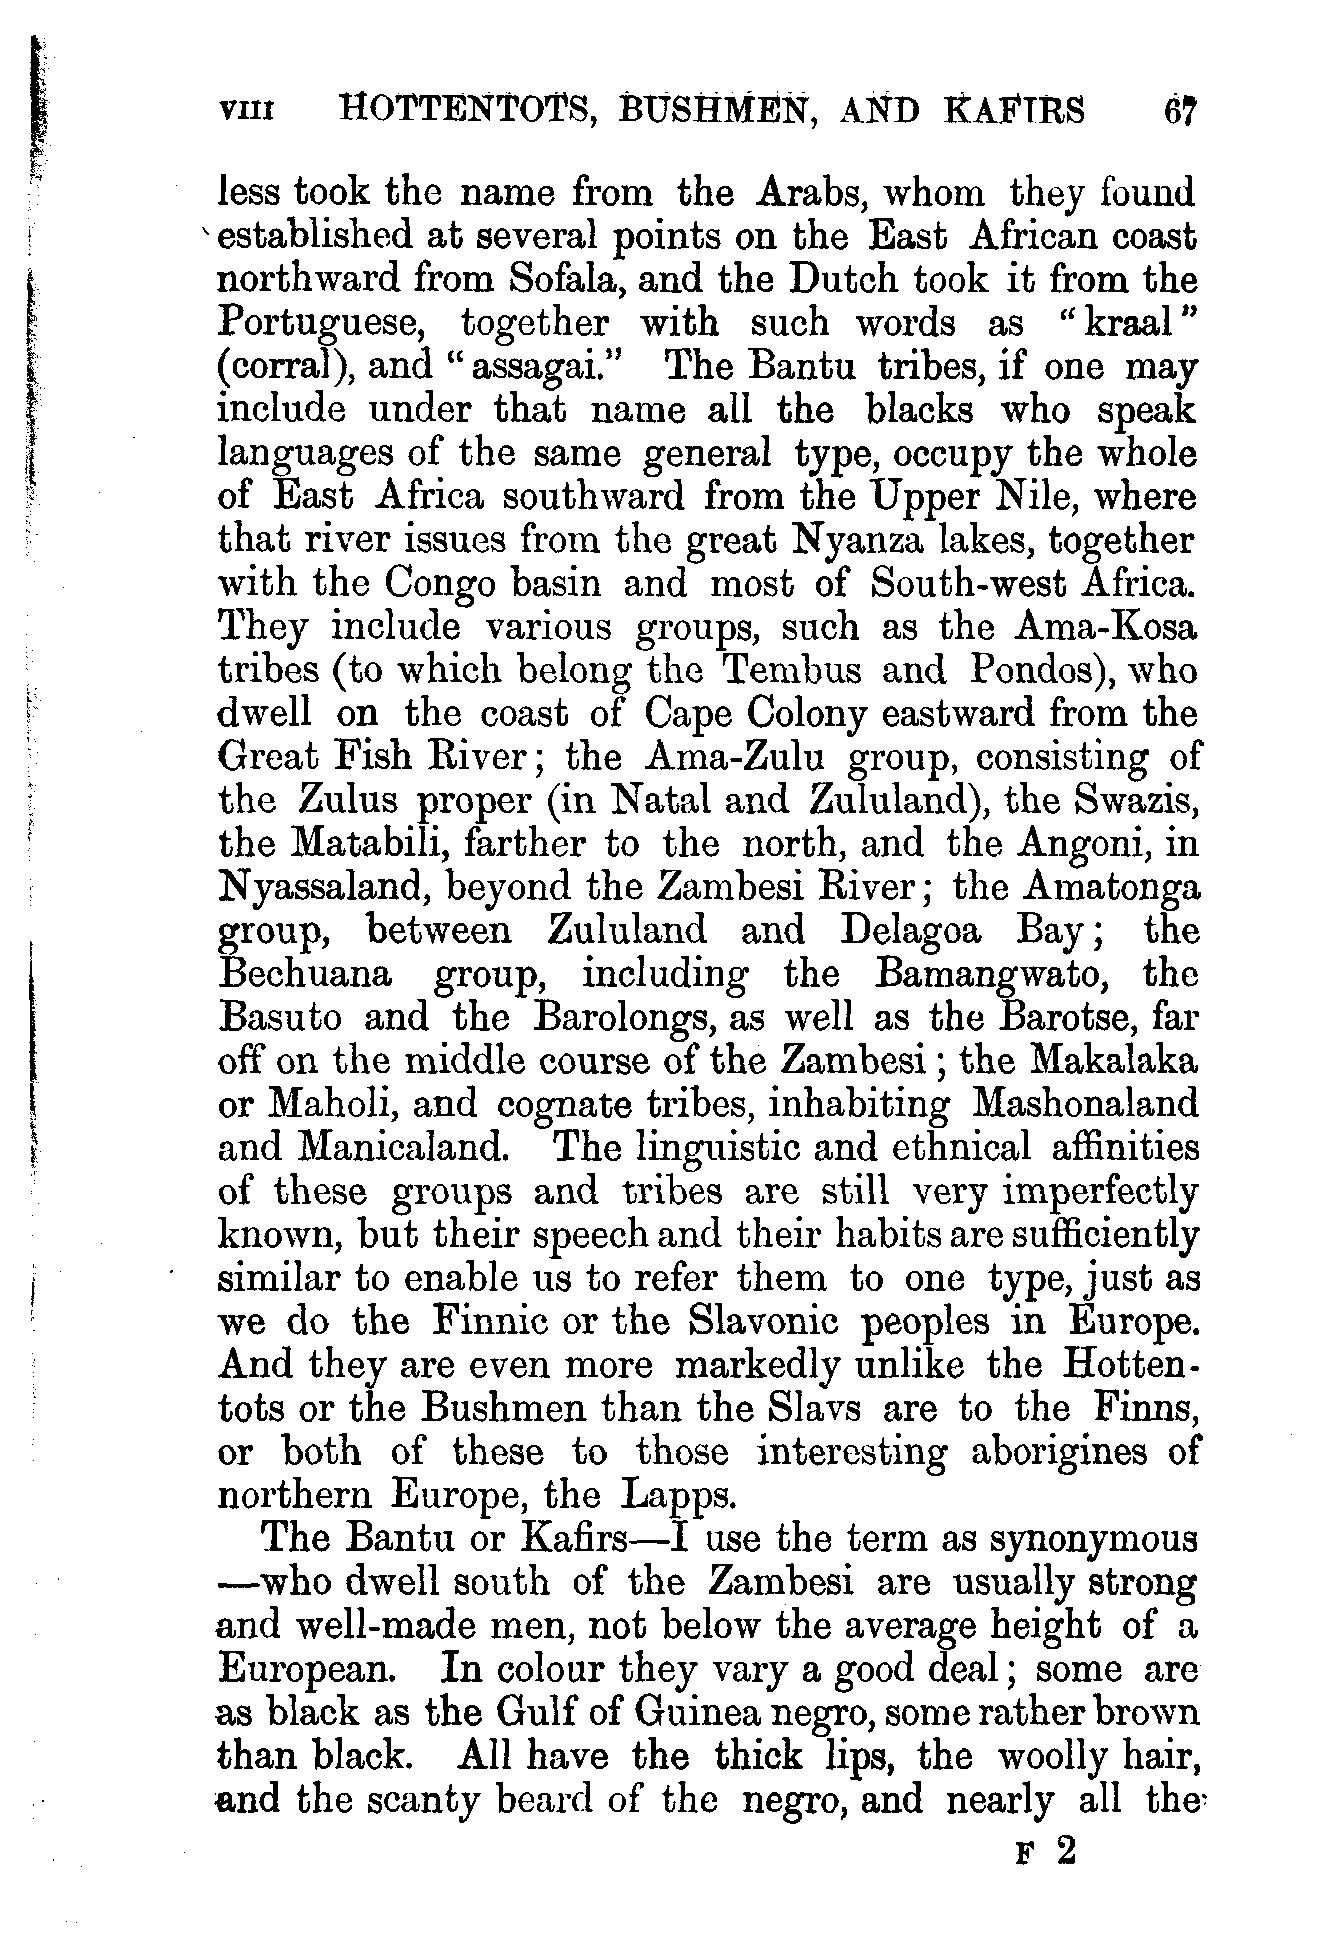 VIII HOTTENTOTS, BUSHMEN, AND KAFIRS 67
less took the name from the Arabs, whom they found
established at several points on the East African coast
northward from Sofala, and the Dutch took it from the
Portuguese, together with such words as “kraal”
(corral), and “assagai.” The Bantu tribes, if one may
include under that name all the blacks who speak
languages of the same general type, occupy the whole
of East Africa southward from the Upper Nile, where
that river issues from the great Nyanza lakes, together
with the Congo basin and most of South-west Africa.
They include various groups, such as the Ama-Kosa
tribes (to which belong the Tembus and Pondos), who
dwell on the coast of Cape Colony eastward from the
Great Fish River; the Ama-Zulu group, consisting of
the Zulus proper (in Natal and Zululand), the Swazis,
the Matabili, farther to the north, and the Angoni, in
Nyassaland, beyond the Zambesi River; the Amatonga
group, between Zululand and Delagoa Bay; the
Bechuana group, including the Bamangwato, the
Basuto and the Barolongs, as well as the Barotse, far
off on the middle course of the Zambesi; the Makalaka
or Maholi, and cognate tribes, inhabiting Mashonaland
and Manicaland. The linguistic and ethnical affinities
of these groups and tribes are still very imperfectly
known, but their speech and their habits are sufficiently
similar to enable us to refer them to one type, just as
we do the Finnic or the Slavonic peoples in Europe.
And they are even more markedly unlike the Hotten-
tots or the Bushmen than the Slavs are to the Finns,
or both of these to those interesting aborigines of
northern Europe, the Lapps.
The Bantu or Kafirs—I use the term as synonymous
—who dwell south of the Zambesi are usually strong
and well-made men, not below the average height of a
European. In colour they vary a good deal; some are
as black as the Gulf of Guinea negro, some rather brown
than black. All have the thick lips, the woolly hair,
and the scanty beard of the negro, and nearly all the
F 2